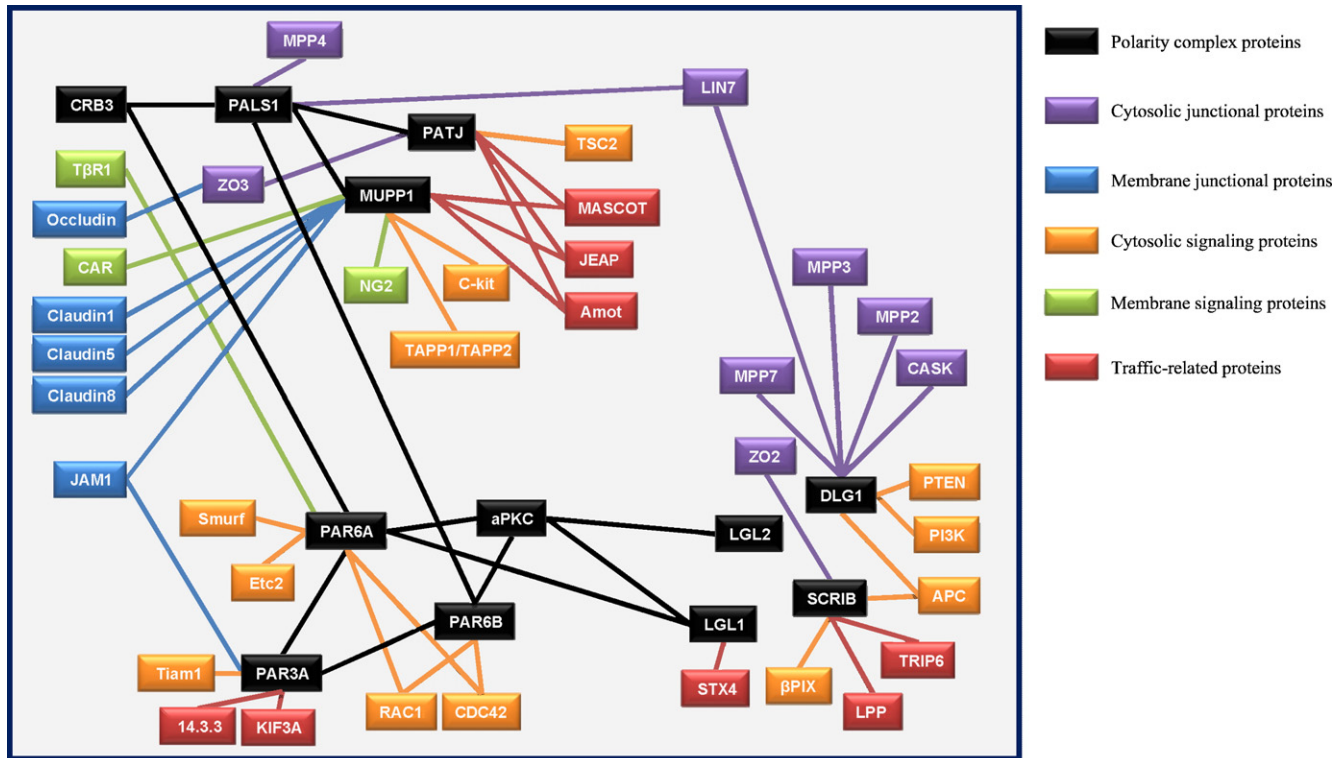 MPP4
Polarity complex proteins
LIN7
CRB3
PALS1
Cytosolic junctional proteins
PATJ
TSC2
TβR1
ZO3
Membrane junctional proteins
MUPP1
MASCOT
Occludin
Cytosolic signaling proteins
CAR
JEAP
MPP3
NG2
C-kit
Membrane signaling proteins
Claudin1
Amot
MPP2
TAPP1/TAPP2
Claudin5
Traffic-related proteins
MPP7
CASK
Claudin8
ZO2
JAM1
PTEN
DLG1
Smurf
aPKC
PAR6A
LGL2
PI3K
Etc2
SCRIB
APC
PAR6B
LGL1
TRIP6
Tiam1
PAR3A
STX4
βPIX
14.3.3
KIF3A
RAC1
CDC42
LPP